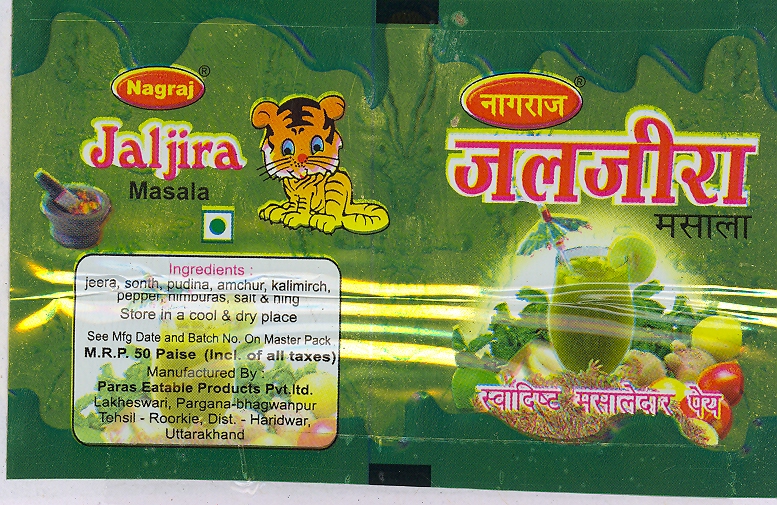 Nagraj ®
Jaljira
Masala
Ingredients :
jeera, sonth, pudina, amchur, kalimirch,
pepper, nimburas, salt & hing
Store in a cool & dry place
See Mfg Date and Batch No. On Master Pack
M.R.P. 50 Paise (Incl. of all taxes)
Manufactured By :
Paras Eatable Products Pvt.ltd.
Lakheswari, Pargana-bhagwanpur
Tehsil - Roorkie, Dist. - Haridwar,
Uttarakhand
नागराज ®
जलजीरा
मसाला
स्वादिष्ट मसालेदार पेय